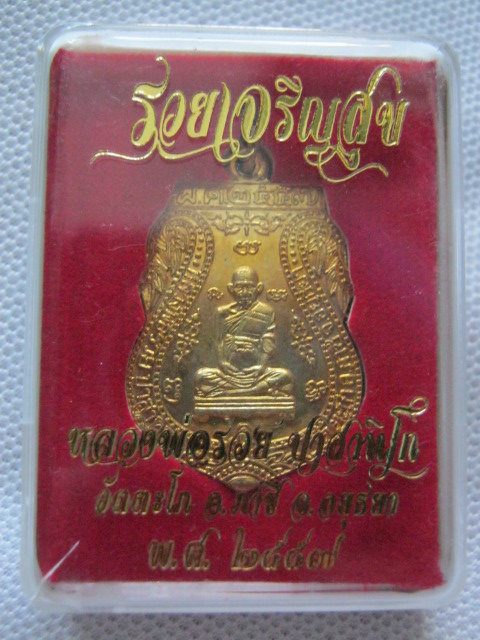 รวยเจริญสุข
หลวงพ่อรวย ปาสาทิโก
วัดตะโก อ.ภาชี จ.อยุธยา
พ.ศ. ๒๕๕๗